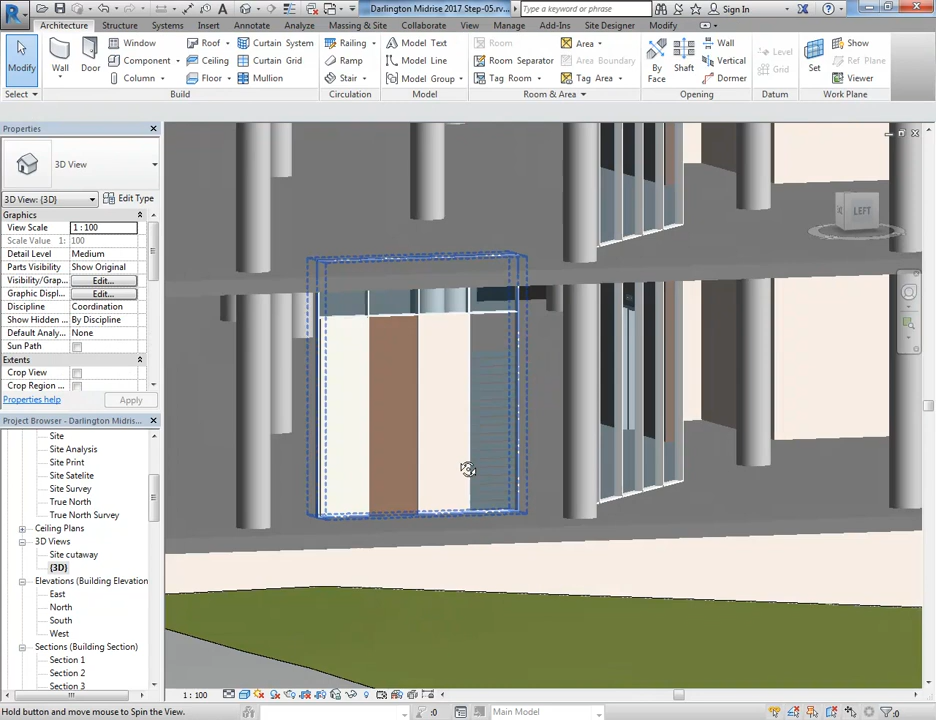 Darlington Midrise 2017 Step-05.rv...
Type a keyword or phrase
Sign In
Architecture Structure Systems Insert Annotate Analyze Massing & Site Collaborate View Manage Add-Ins Site Designer Modify
Modify
Wall
Door
Window
Component
Column
Roof
Ceiling
Floor
Curtain System
Curtain Grid
Mullion
Railing
Ramp
Stair
Model Text
Model Line
Model Group
Room
Room Separator
Tag Room
Area
Area Boundary
Tag Area
By Face
Shaft
Wall
Vertical
Dormer
Level
Grid
Set
Show
Ref Plane
Viewer
Select Build Circulation Model Room & Area Opening Datum Work Plane
Properties
3D View
3D View: {3D}
Edit Type
Graphics
View Scale 1 : 100
Scale Value 1: 100
Detail Level Medium
Parts Visibility Show Original
Visibility/Grap... Edit...
Graphic Displ... Edit...
Discipline Coordination
Show Hidden ... By Discipline
Default Analy... None
Sun Path
Extents
Crop View
Crop Region ...
Properties help
Apply
Project Browser - Darlington Midris...
Site
Site Analysis
Site Print
Site Satelite
Site Survey
True North
True North Survey
Ceiling Plans
3D Views
Site cutaway
{3D}
Elevations (Building Elevation
East
North
South
West
Sections (Building Section)
Section 1
Section 2
Section 3
LEFT
1 : 100
Hold button and move mouse to Spin the View.
:0
Main Model
:0